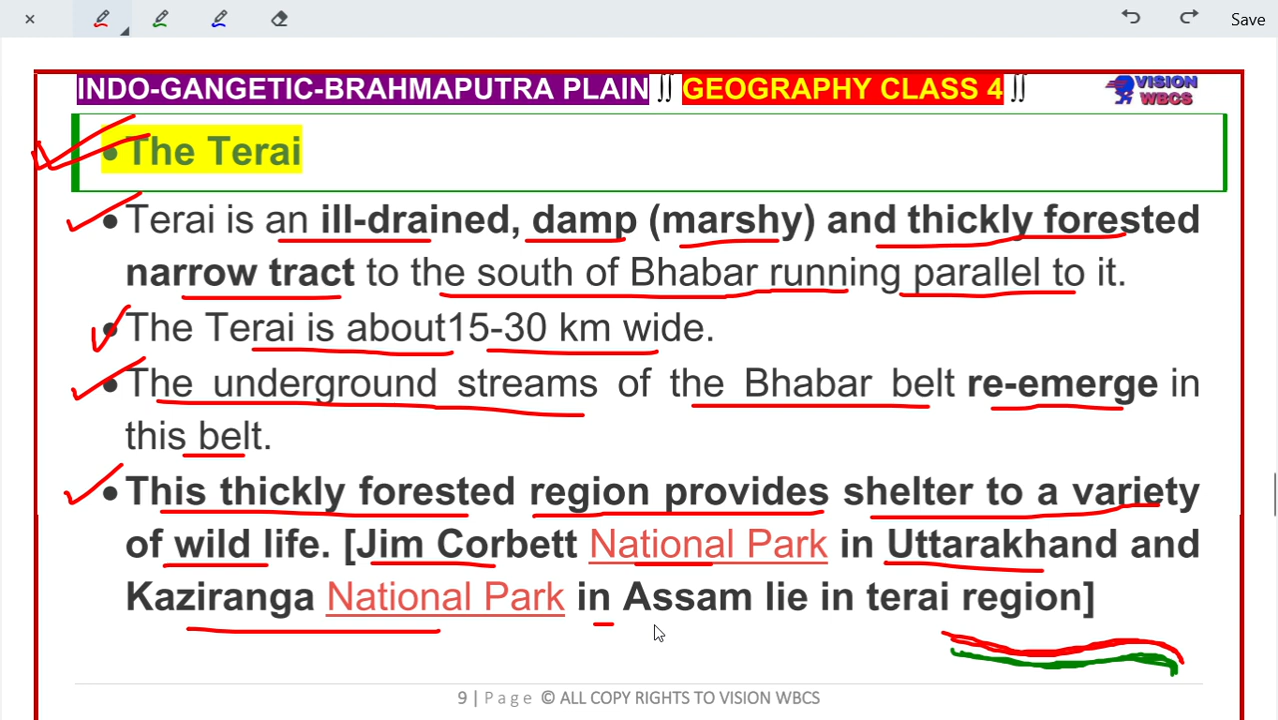 Save
INDO-GANGETIC-BRAHMAPUTRA PLAIN || GEOGRAPHY CLASS 4 ||
VISION
WBCS
• The Terai
• Terai is an ill-drained, damp (marshy) and thickly forested
narrow tract to the south of Bhabar running parallel to it.
• The Terai is about15-30 km wide.
• The underground streams of the Bhabar belt re-emerge in
this belt.
• This thickly forested region provides shelter to a variety
of wild life. [Jim Corbett National Park in Uttarakhand and
Kaziranga National Park in Assam lie in terai region]
9 | Page © ALL COPY RIGHTS TO VISION WBCS